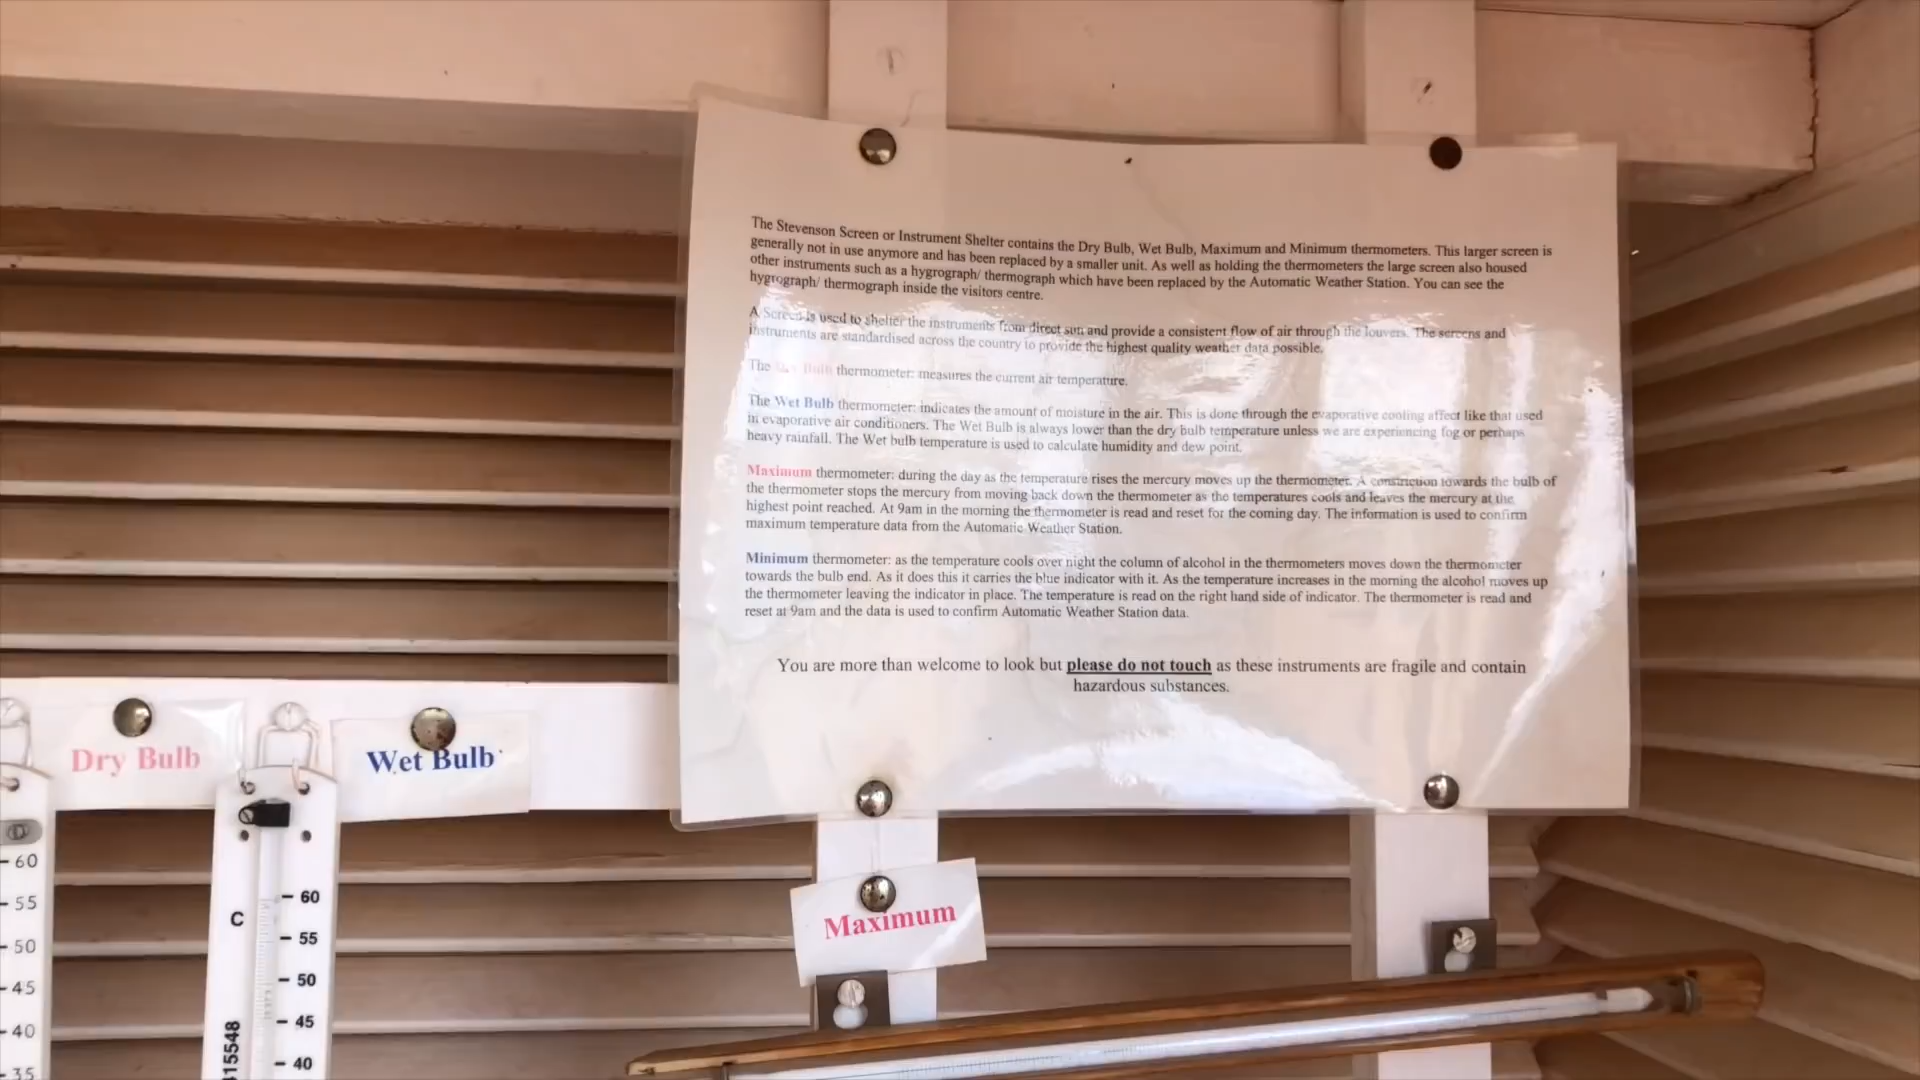 The Stevenson Screen or Instrument Shelter contains the Dry Bulb, Wet Bulb, Maximum and Minimum thermometers. This larger screen is
generally not in use anymore and has been replaced by a smaller unit. As well as holding the thermometers the large screen also housed
other instruments such as a hygrograph/ thermograph which have been replaced by the Automatic Weather Station. You can see the
hygrograph/ thermograph inside the visitors centre.
A Screen is used to shelter the instruments from direct sun and provide a consistent flow of air through the louvers. The screens and
instruments are standardised across the country to provide the highest quality weather data possible.
The Dry Bulb thermometer: measures the current air temperature.
The Wet Bulb thermometer: indicates the amount of moisture in the air. This is done through the evaporative cooling affect like that used
in evaporative air conditioners. The Wet Bulb is always lower than the dry bulb temperature unless we are experiencing fog or perhaps
heavy rainfall. The Wet bulb temperature is used to calculate humidity and dew point.
Maximum thermometer: during the day as the temperature rises the mercury moves up the thermometer. A constriction towards the bulb of
the thermometer stops the mercury from moving back down the thermometer as the temperatures cools and leaves the mercury at the
highest point reached. At 9am in the morning the thermometer is read and reset for the coming day. The information is used to confirm
maximum temperature data from the Automatic Weather Station.
Minimum thermometer: as the temperature cools over night the column of alcohol in the thermometers moves down the thermometer
towards the bulb end. As it does this it carries the blue indicator with it. As the temperature increases in the morning the alcohol moves up
the thermometer leaving the indicator in place. The temperature is read on the right hand side of indicator. The thermometer is read and
reset at 9am and the data is used to confirm Automatic Weather Station data.
You are more than welcome to look but please do not touch as these instruments are fragile and contain
hazardous substances.
Dry Bulb
Wet Bulb
Maximum
60
55
50
45
40
35
C
60
55
50
45
40
415548